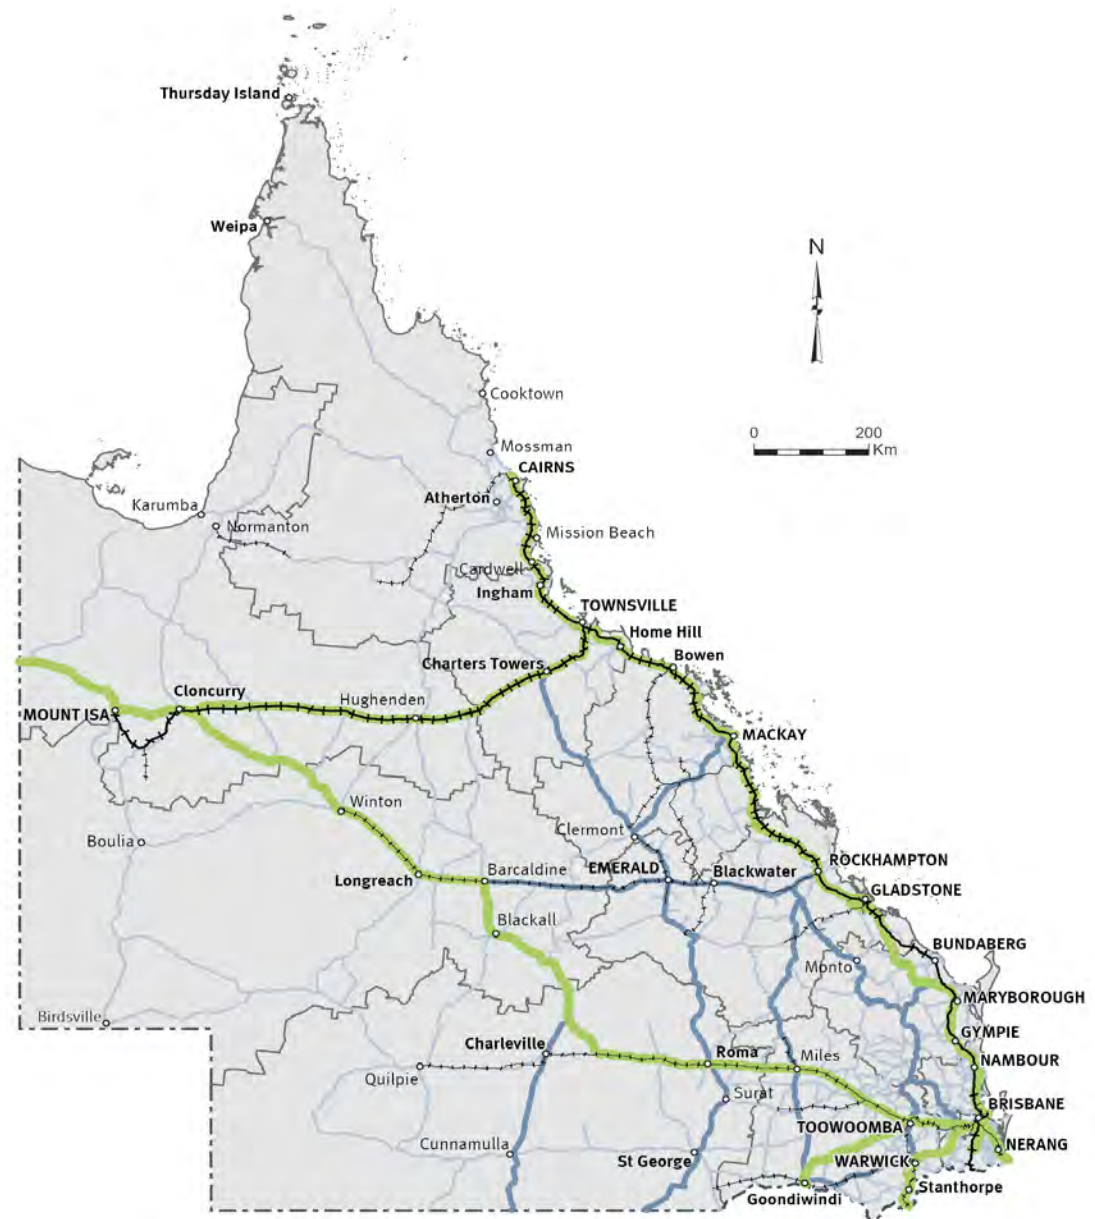 Thursday Island
Weipa
N
Cooktown
0 200
Km
Mossman
CAIRNS
Atherton
Karumba
Normanton
Mission Beach
Cardwell
Ingham
TOWNSVILLE
Home Hill
Bowen
Charters Towers
Cloncurry
Hughenden
MOUNT ISA
MACKAY
Winton
Clermont
Boulia
ROCKHAMPTON
Longreach
Barcaldine
EMERALD
Blackwater
GLADSTONE
Blackall
BUNDABERG
Monto
MARYBOROUGH
Birdsville
GYMPIE
Charleville
Roma
Miles
NAMBOUR
Quilpie
Surat
BRISBANE
TOOWOOMBA
Cunnamulla
NERANG
St George
WARWICK
Stanthorpe
Goondiwindi